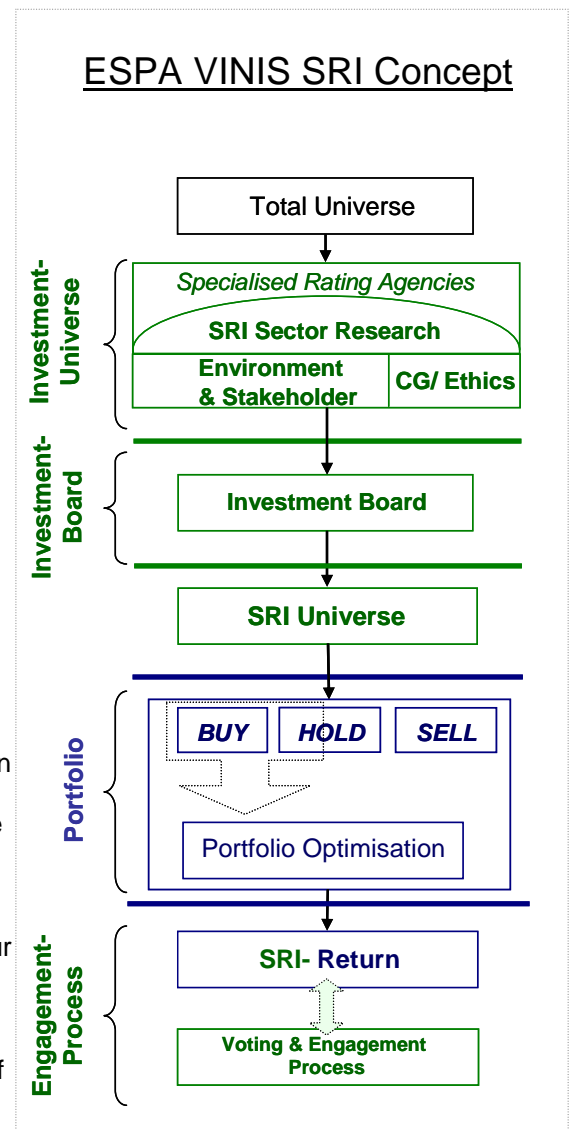 ESPA VINIS SRI Concept
Total Universe
Investment-
Universe
Specialised Rating Agencies
SRI Sector Research
Environment
& Stakeholder
CG/ Ethics
Investment-
Board
Investment Board
SRI Universe
Portfolio
BUY
HOLD
SELL
Portfolio Optimisation
Engagement-
Process
SRI- Return
Voting & Engagement
Process